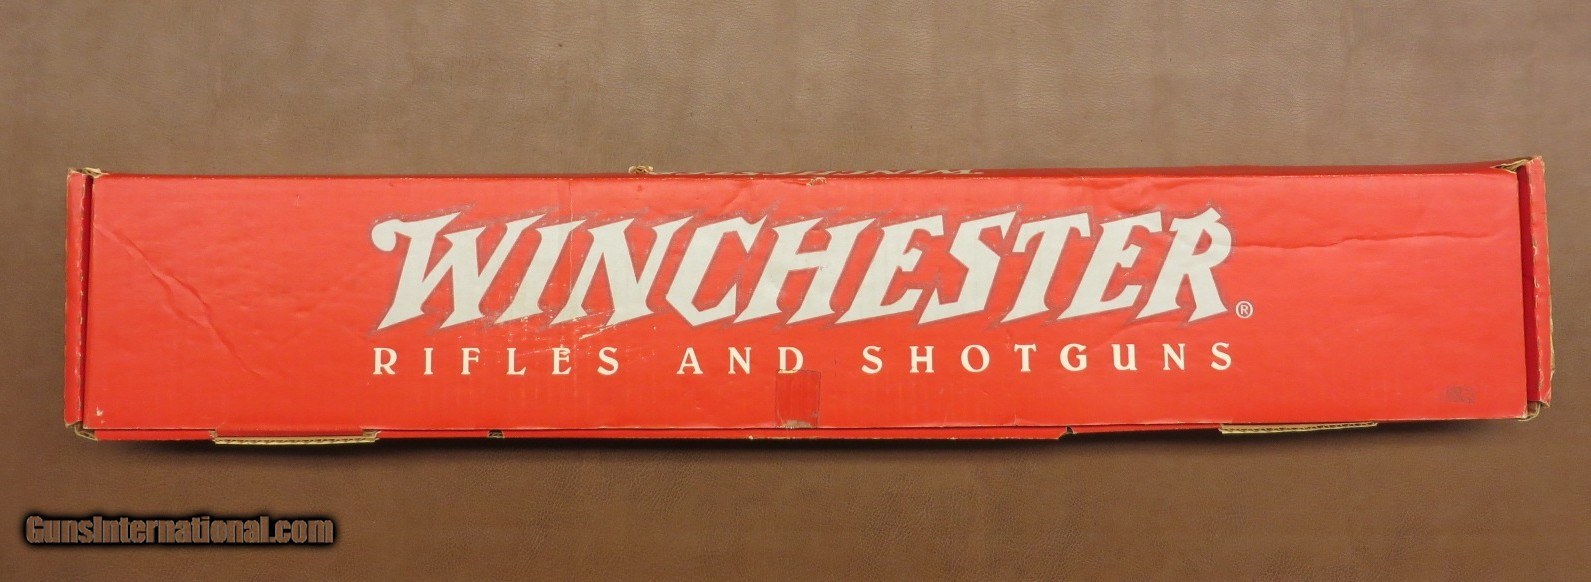 WINCHESTER®
RIFLES AND SHOTGUNS
GunsInternational.com